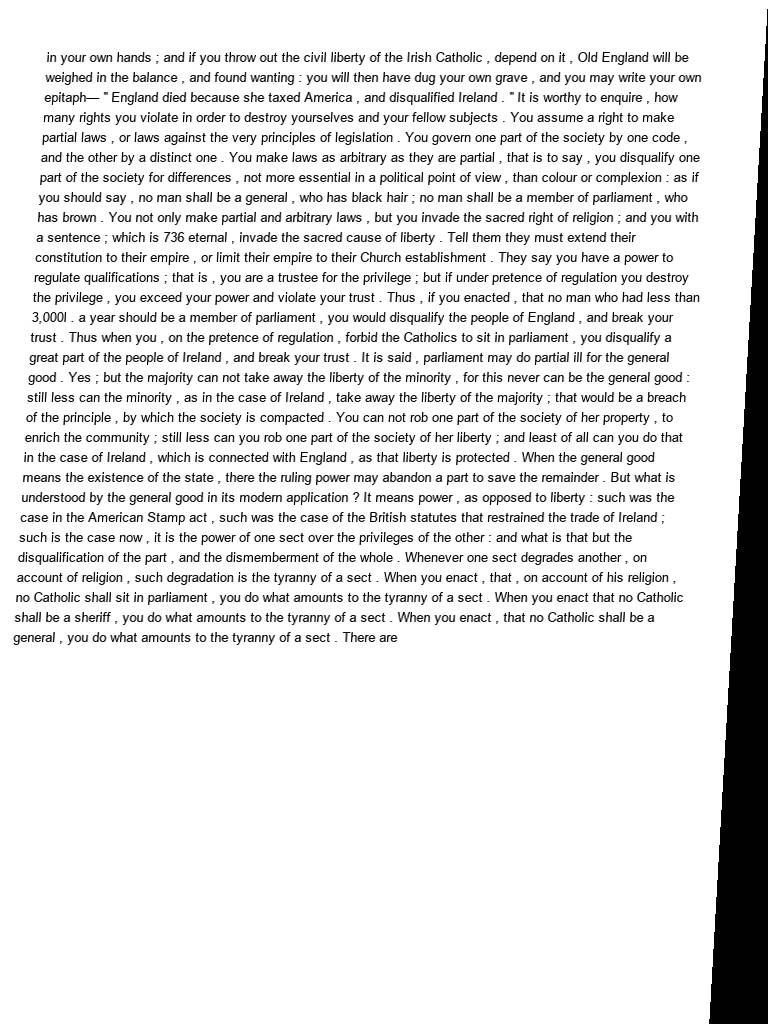 in your own hands ; and if you throw out the civil liberty of the Irish Catholic , depend on it , Old England will be
weighed in the balance , and found wanting : you will then have dug your own grave , and you may write your own
epitaph— " England died because she taxed America , and disqualified Ireland . " It is worthy to enquire , how
many rights you violate in order to destroy yourselves and your fellow subjects . You assume a right to make
partial laws , or laws against the very principles of legislation . You govern one part of the society by one code ,
and the other by a distinct one . You make laws as arbitrary as they are partial , that is to say , you disqualify one
part of the society for differences , not more essential in a political point of view , than colour or complexion : as if
you should say , no man shall be a general , who has black hair ; no man shall be a member of parliament , who
has brown . You not only make partial and arbitrary laws , but you invade the sacred right of religion ; and you with
a sentence ; which is 736 eternal , invade the sacred cause of liberty . Tell them they must extend their
constitution to their empire , or limit their empire to their Church establishment . They say you have a power to
regulate qualifications ; that is , you are a trustee for the privilege ; but if under pretence of regulation you destroy
the privilege , you exceed your power and violate your trust . Thus , if you enacted , that no man who had less than
3,000l . a year should be a member of parliament , you would disqualify the people of England , and break your
trust . Thus when you , on the pretence of regulation , forbid the Catholics to sit in parliament , you disqualify a
great part of the people of Ireland , and break your trust . It is said , parliament may do partial ill for the general
good . Yes ; but the majority can not take away the liberty of the minority , for this never can be the general good :
still less can the minority , as in the case of Ireland , take away the liberty of the majority ; that would be a breach
of the principle , by which the society is compacted . You can not rob one part of the society of her property , to
enrich the community ; still less can you rob one part of the society of her liberty ; and least of all can you do that
in the case of Ireland , which is connected with England , as that liberty is protected . When the general good
means the existence of the state , there the ruling power may abandon a part to save the remainder . But what is
understood by the general good in its modern application ? It means power , as opposed to liberty : such was the
case in the American Stamp act , such was the case of the British statutes that restrained the trade of Ireland ;
such is the case now , it is the power of one sect over the privileges of the other : and what is that but the
disqualification of the part , and the dismemberment of the whole . Whenever one sect degrades another , on
account of religion , such degradation is the tyranny of a sect . When you enact , that , on account of his religion ,
no Catholic shall sit in parliament , you do what amounts to the tyranny of a sect . When you enact that no Catholic
shall be a sheriff , you do what amounts to the tyranny of a sect . When you enact , that no Catholic shall be a
general , you do what amounts to the tyranny of a sect . There are